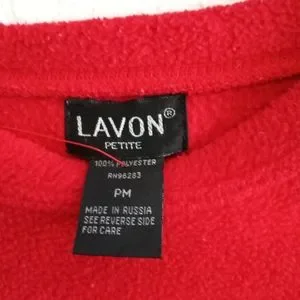 LAVON®
PETITE
100% POLYESTER
RN96283
PM
MADE IN RUSSIA
SEE REVERSE SIDE
FOR CARE